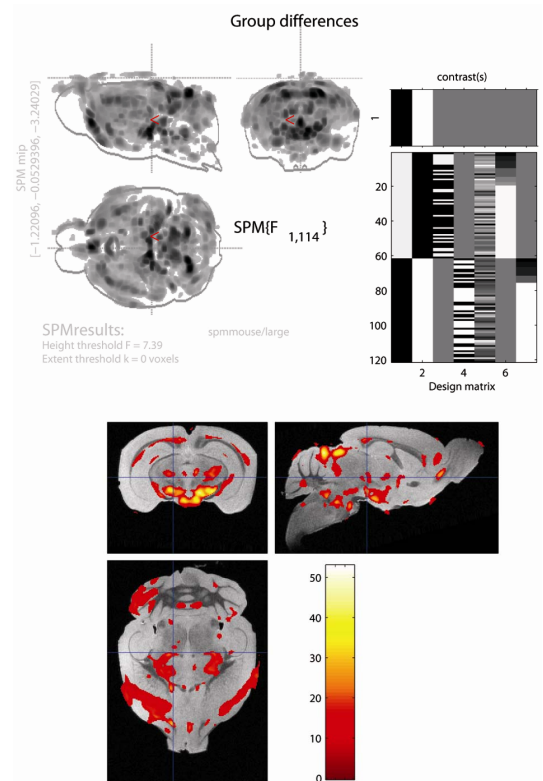 Group differences
SPM mip
[−1.22096, −0.0529396, −3.24029]
<
<
<
SPM{F 1,114 }
SPMresults:
Height threshold F = 7.39
Extent threshold k = 0 voxels
spmmouse/large
contrast(s)
1
20
40
60
80
100
120
2 4 6
Design matrix
50
40
30
20
10
0